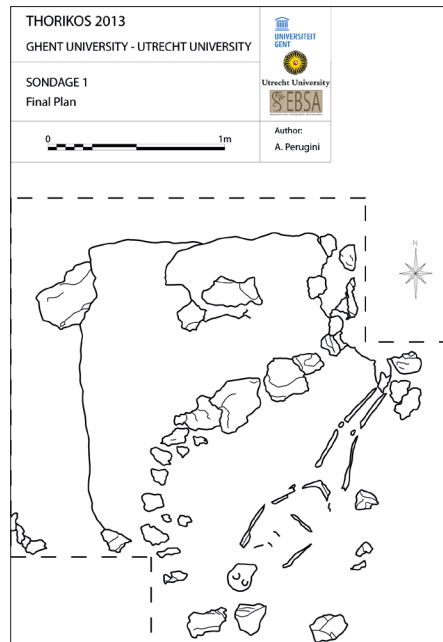 THORIKOS 2013
GHENT UNIVERSITY - UTRECHT UNIVERSITY
SONDAGE 1
Final Plan
0 1m
UNIVERSITEIT
GENT
Utrecht University
EBSA
Author:
A. Perugini
N